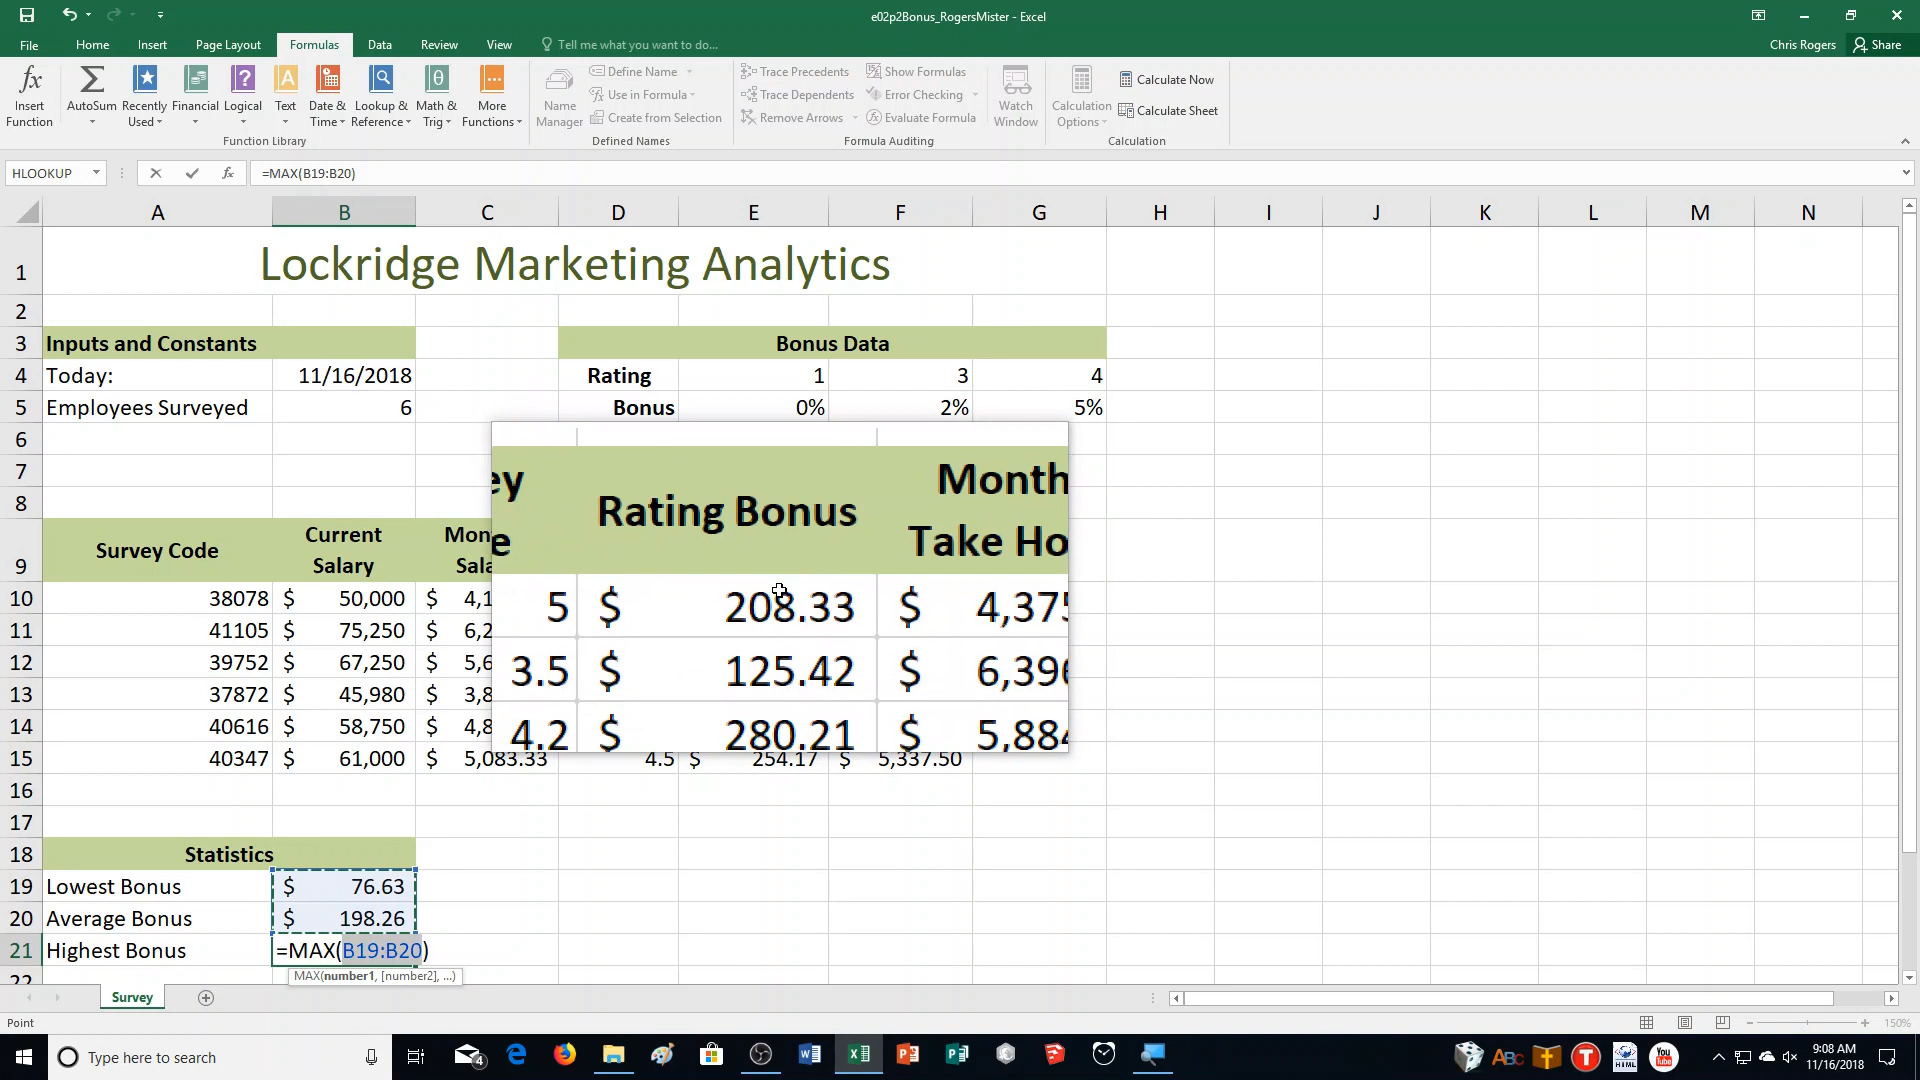 e02p2Bonus_RogersMister - Excel
File Home Insert Page Layout Formulas Data Review View Tell me what you want to do... Chris Rogers Share
Insert Function
AutoSum
Recently Used
Financial
Logical
Text
Date & Time
Lookup & Reference
Math & Trig
More Functions
Function Library
Name Manager
Define Name
Use in Formula
Create from Selection
Defined Names
Trace Precedents
Trace Dependents
Remove Arrows
Show Formulas
Error Checking
Evaluate Formula
Formula Auditing
Watch Window
Calculation Options
Calculate Now
Calculate Sheet
Calculation
HLOOKUP fx =MAX(B19:B20)
A B C D E F G H I J K L M N
1 Lockridge Marketing Analytics
2
3 Inputs and Constants Bonus Data
4 Today: 11/16/2018 Rating 1 3 4
5 Employees Surveyed 6 Bonus 0% 2% 5%
6
7
8
9 Survey Code Current Salary Mon Sala
10 38078 $ 50,000 $ 4,1
11 41105 $ 75,250 $ 6,2
12 39752 $ 67,250 $ 5,6
13 37872 $ 45,980 $ 3,8
14 40616 $ 58,750 $ 4,8
15 40347 $ 61,000 $ 5,083.33 4.5 $ 254.17 $ 5,337.50
ey Rating Bonus Month
e Take Ho
5 $ 208.33 $ 4,375
3.5 $ 125.42 $ 6,396
4.2 $ 280.21 $ 5,884
16
17
18 Statistics
19 Lowest Bonus $ 76.63
20 Average Bonus $ 198.26
21 Highest Bonus =MAX(B19:B20)
22 MAX(number1, [number2], ...)
Survey
Point 150%
Type here to search 4 9:08 AM
11/16/2018